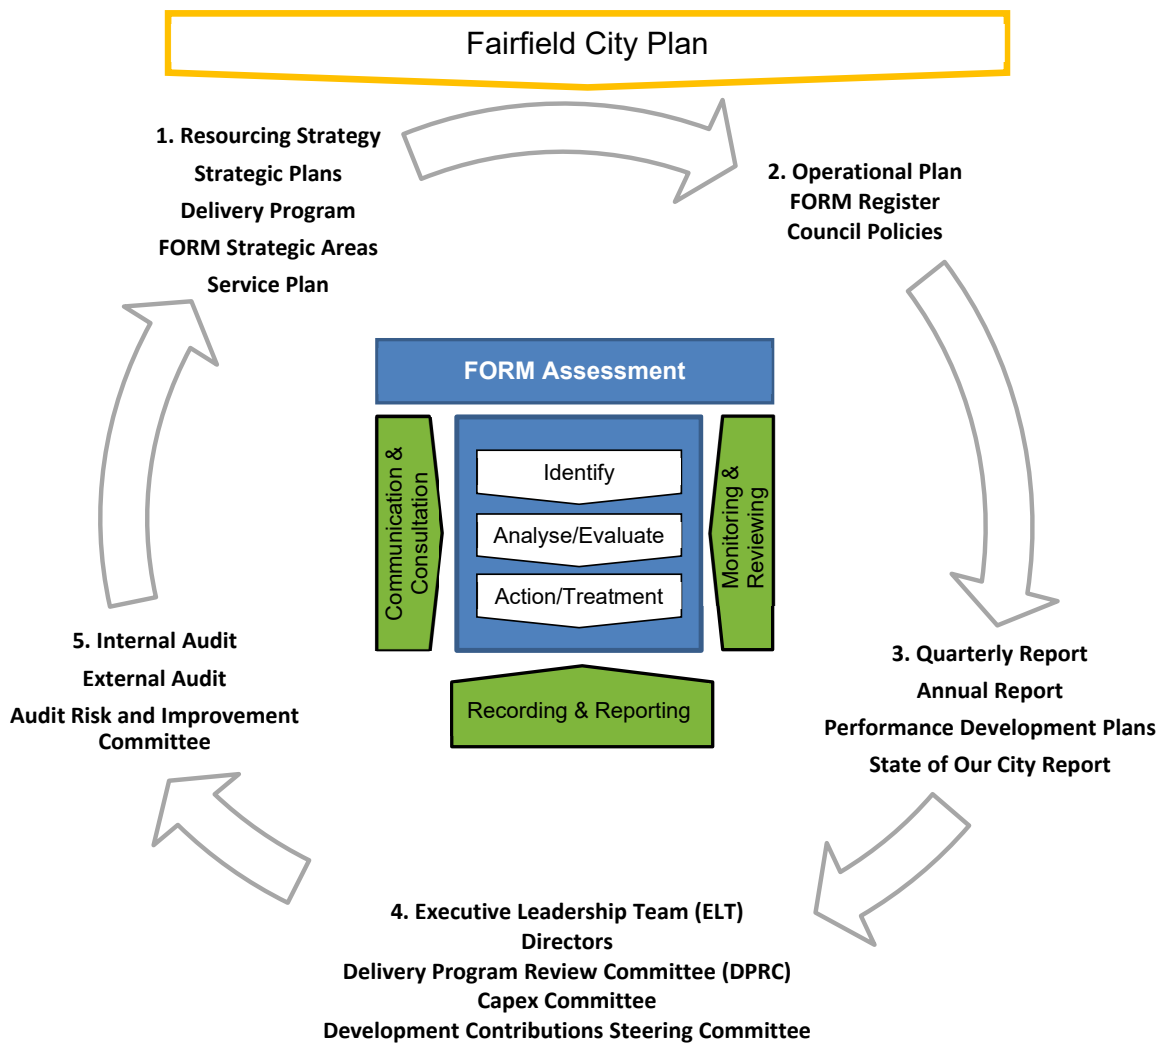 Fairfield City Plan
1. Resourcing Strategy
Strategic Plans
Delivery Program
FORM Strategic Areas
Service Plan
2. Operational Plan
FORM Register
Council Policies
FORM Assessment
Communication &
Consultation
Identify
Analyse/Evaluate
Action/Treatment
Monitoring &
Reviewing
Recording & Reporting
3. Quarterly Report
Annual Report
Performance Development Plans
State of Our City Report
4. Executive Leadership Team (ELT)
Directors
Delivery Program Review Committee (DPRC)
Capex Committee
Development Contributions Steering Committee
5. Internal Audit
External Audit
Audit Risk and Improvement
Committee